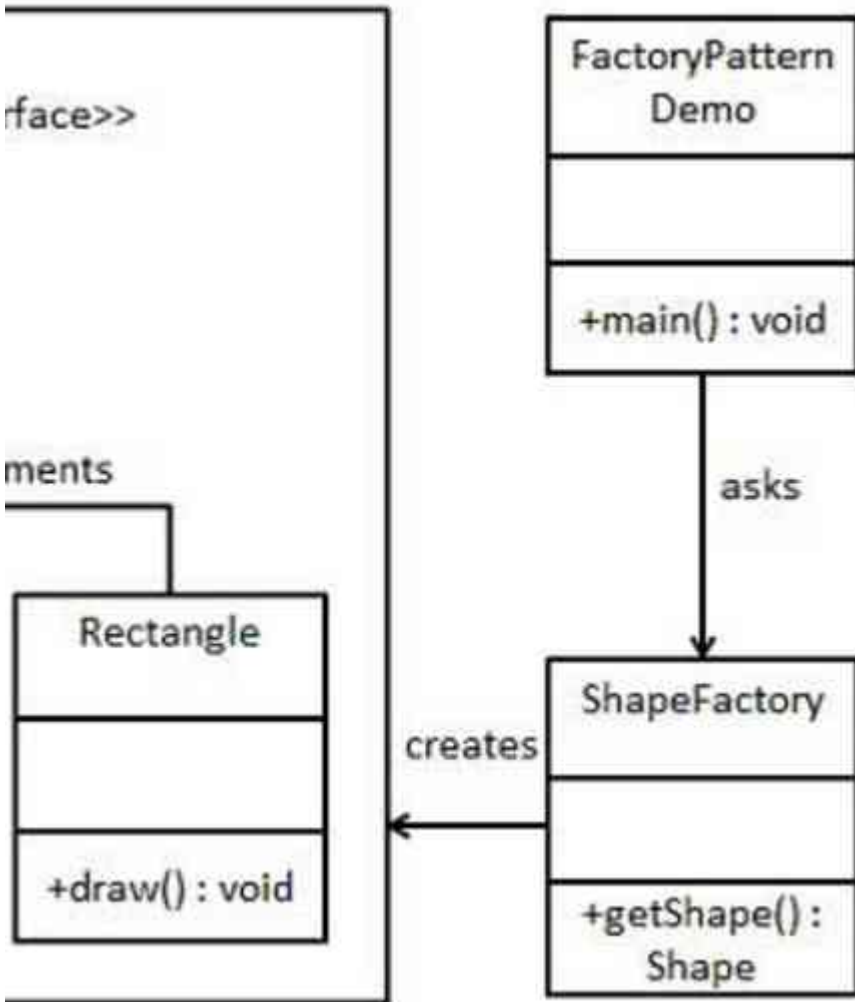 rface>>
ments
Rectangle
+draw() : void
creates
FactoryPattern
Demo
+main() : void
asks
ShapeFactory
+getShape() :
Shape